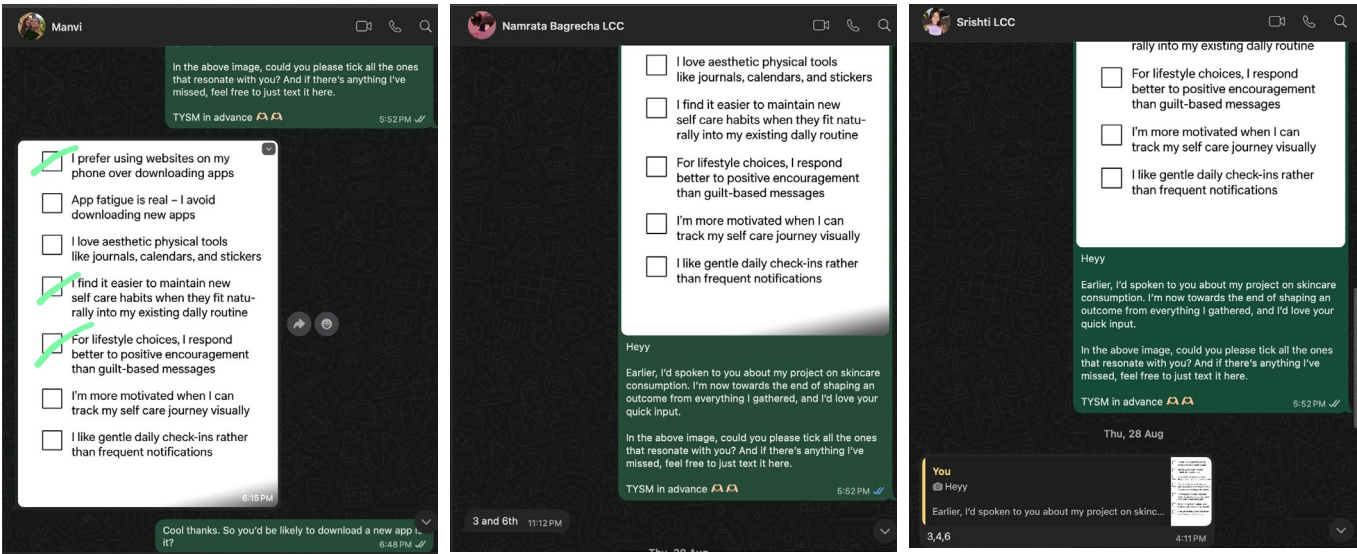 Manvi
In the above image, could you please tick all the ones
that resonate with you? And if there's anything I've
missed, feel free to just text it here.
TYSM in advance 🫶🏼🫶🏼
5:52 PM
I prefer using websites on my
phone over downloading apps
App fatigue is real – I avoid
downloading new apps
I love aesthetic physical tools
like journals, calendars, and stickers
I find it easier to maintain new
self care habits when they fit natu-
rally into my existing dally routine
For lifestyle choices, I respond
better to positive encouragement
than guilt-based messages
I'm more motivated when I can
track my self care journey visually
I like gentle daily check-ins rather
than frequent notifications
6:15 PM
Cool thanks. So you'd be likely to download a new app
it?
6:48 PM
Namrata Bagrecha LCC
I love aesthetic physical tools
like journals, calendars, and stickers
I find it easier to maintain new
self care habits when they fit natu-
rally into my existing dally routine
For lifestyle choices, I respond
better to positive encouragement
than guilt-based messages
I'm more motivated when I can
track my self care journey visually
I like gentle daily check-ins rather
than frequent notifications
Heyy
Earlier, I'd spoken to you about my project on skincare
consumption. I'm now towards the end of shaping an
outcome from everything I gathered, and I'd love your
quick input.
In the above image, could you please tick all the ones
that resonate with you? And if there's anything I've
missed, feel free to just text it here.
TYSM in advance 🫶🏼🫶🏼
5:52 PM
3 and 6th 11:12 PM
Thu, 28 Aug
Srishti LCC
rally into my existing dally routine
For lifestyle choices, I respond
better to positive encouragement
than guilt-based messages
I'm more motivated when I can
track my self care journey visually
I like gentle daily check-ins rather
than frequent notifications
Heyy
Earlier, I'd spoken to you about my project on skincare
consumption. I'm now towards the end of shaping an
outcome from everything I gathered, and I'd love your
quick input.
In the above image, could you please tick all the ones
that resonate with you? And if there's anything I've
missed, feel free to just text it here.
TYSM in advance 🫶🏼🫶🏼
5:52 PM
Thu, 28 Aug
You
Heyy
Earlier, I'd spoken to you about my project on skinc...
3,4,6
4:11 PM